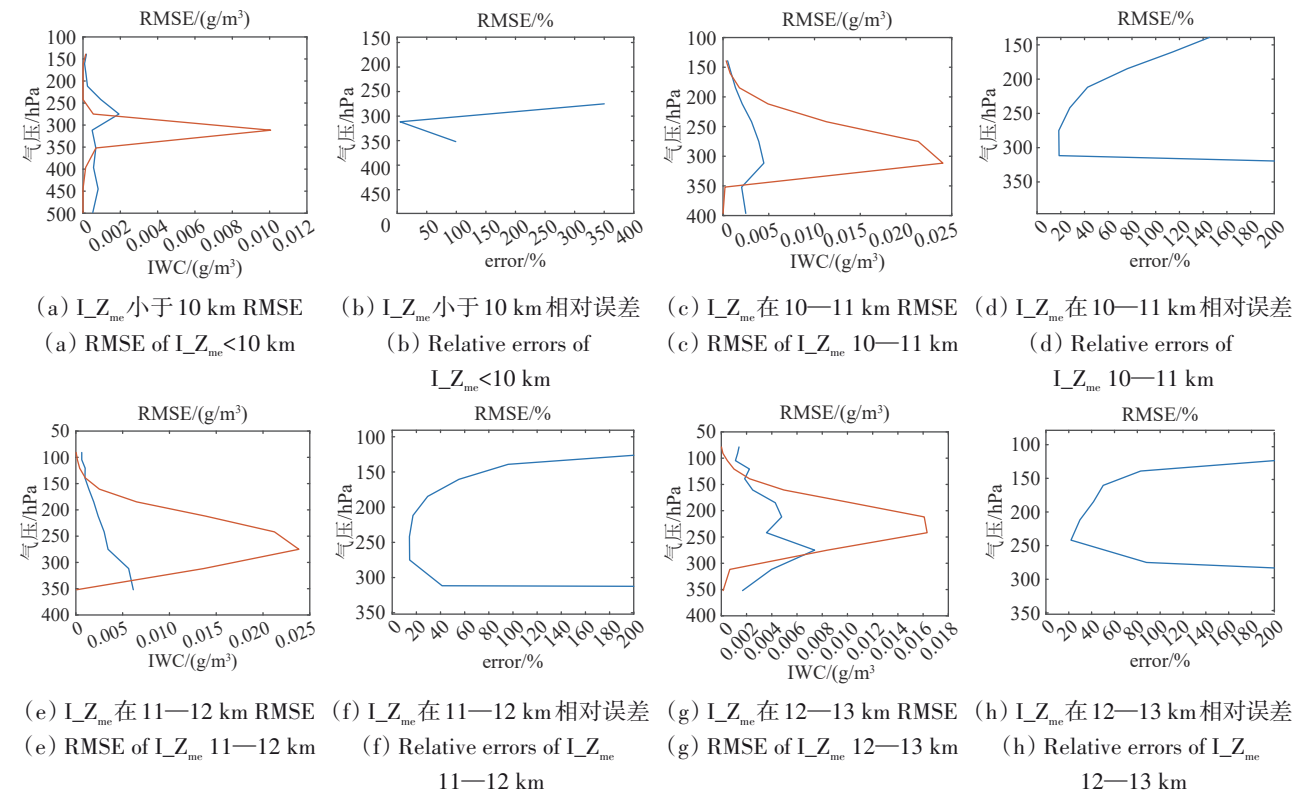 RMSE/(g/m³)
100
150
200
250
300
350
400
450
500
气压/hPa
0
0.002
0.004
0.006
0.008
0.010
0.012
IWC/(g/m³)
RMSE/%
150
100
150
200
250
300
350
400
450
0
气压/hPa
50
100
150
200
250
300
350
400
error/%
RMSE/(g/m³)
100
150
200
250
300
350
400
气压/hPa
0
0.005
0.010
0.015
0.020
0.025
IWC/(g/m³)
RMSE/%
150
200
250
300
350
气压/hPa
0
20
40
60
80
100
120
140
160
180
200
error/%
(a) I_Zme小于10 km RMSE
(a) RMSE of I_Zme<10 km
(b) I_Zme小于10 km相对误差
(b) Relative errors of
I_Zme<10 km
(c) I_Zme在10—11 km RMSE
(c) RMSE of I_Zme 10—11 km
(d) I_Zme在10—11 km相对误差
(d) Relative errors of
I_Zme 10—11 km
RMSE/(g/m³)
50
100
150
200
250
300
350
400
气压/hPa
0
0.005
0.010
0.015
0.020
0.025
IWC/(g/m³)
RMSE/%
100
150
200
250
300
350
气压/hPa
0
20
40
60
80
100
120
140
160
180
200
error/%
RMSE/(g/m³)
50
100
150
200
250
300
350
400
气压/hPa
0
0.002
0.004
0.006
0.008
0.010
0.012
0.014
0.016
0.018
IWC/(g/m³)
RMSE/%
100
150
200
250
300
350
气压/hPa
0
20
40
60
80
100
120
140
160
180
200
error/%
(e) I_Zme在11—12 km RMSE
(e) RMSE of I_Zme 11—12 km
(f) I_Zme在11—12 km相对误差
(f) Relative errors of I_Zme
11—12 km
(g) I_Zme在12—13 km RMSE
(g) RMSE of I_Zme 12—13 km
(h) I_Zme在12—13 km相对误差
(h) Relative errors of I_Zme
12—13 km